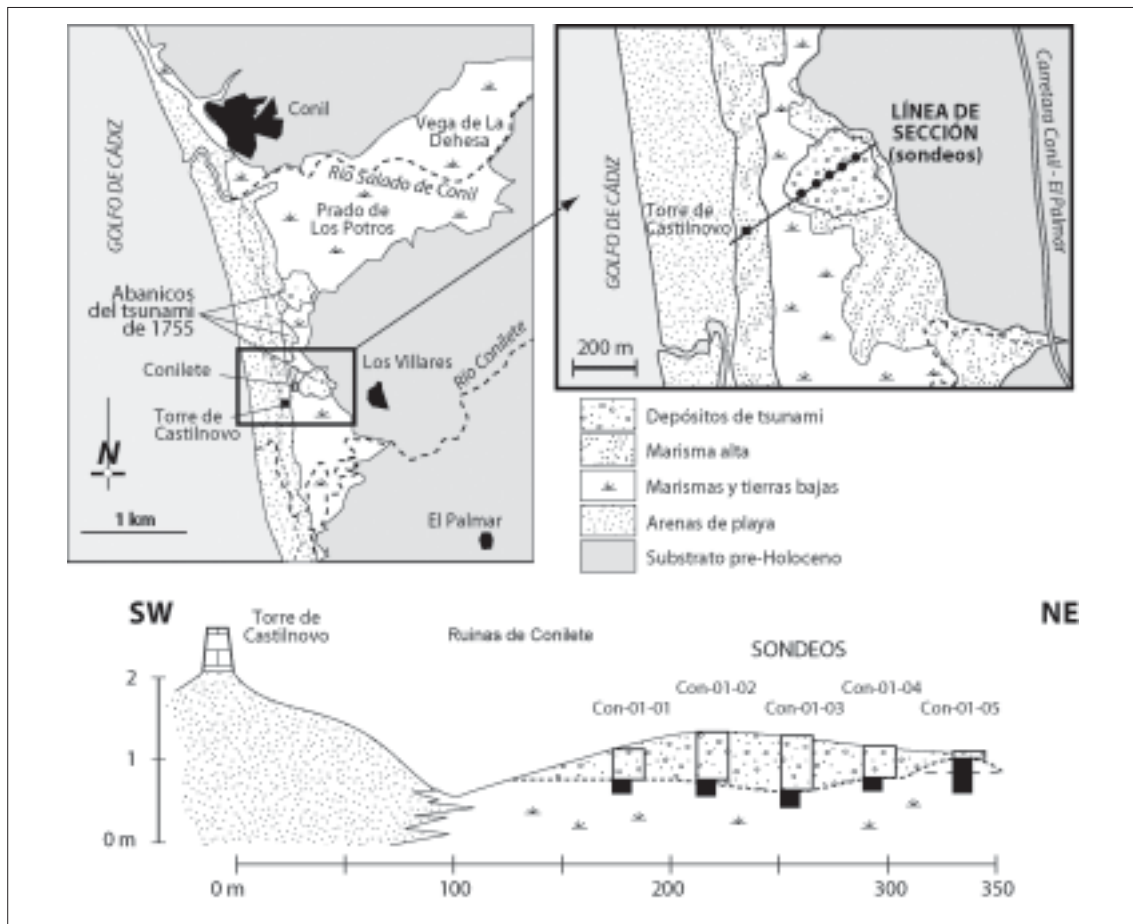 GOLFO DE CÁDIZ
Conil
Vega de La
Dehesa
Río Salado de Conil
Prado de
Los Potros
Abanicos
del tsunami
de 1755
Conilete
Los Villares
Río Conilete
Torre de
Castilnovo
N
1 km
El Palmar
GOLFO DE CÁDIZ
LÍNEA DE
SECCIÓN
(sondeos)
Torre de
Castilnovo
Carretara Conil - El Palmar
200 m
Depósitos de tsunami
Marisma alta
Marismas y tierras bajas
Arenas de playa
Substrato pre-Holoceno
SW
NE
Torre de
Castilnovo
Ruinas de Conilete
SONDEOS
Con-01-01
Con-01-02
Con-01-03
Con-01-04
Con-01-05
2
1
0 m
0 m
100
200
300
350